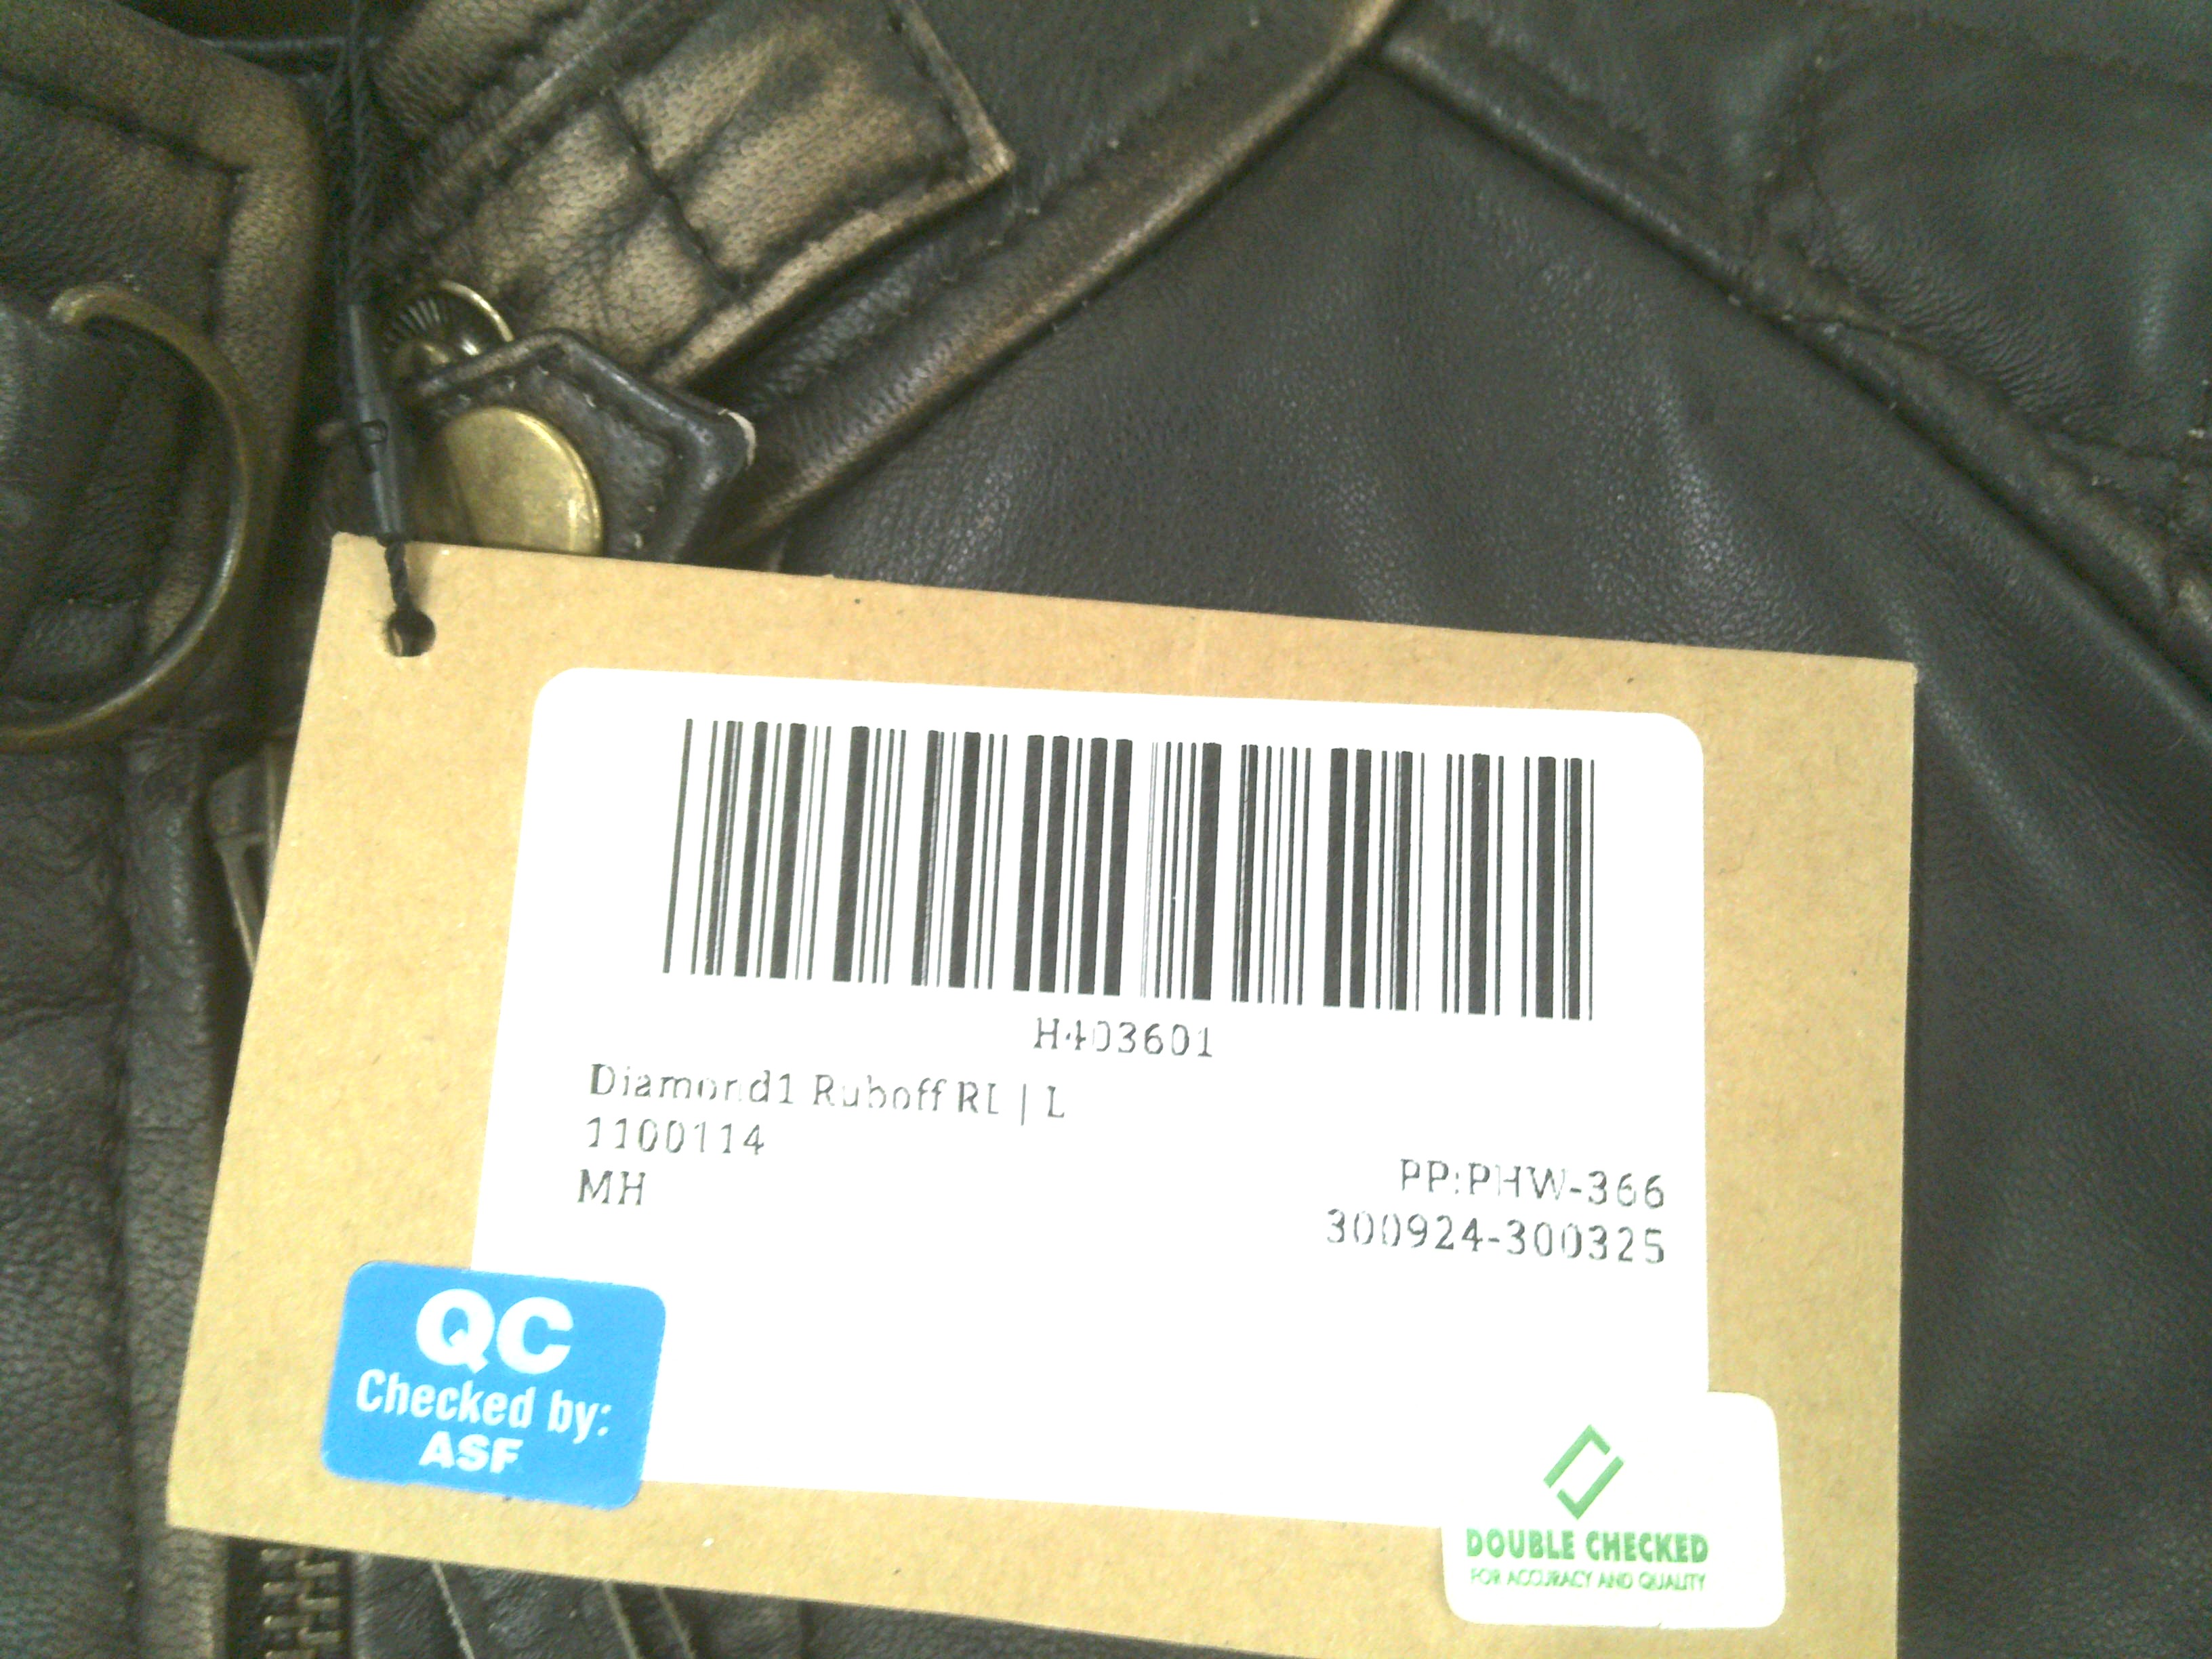 H403601
Diamond1 Ruboff RL | L
1100114
MH
PP:PHW-366
300924-300325
QC
Checked by:
ASF
DOUBLE CHECKED
FOR ACCURACY AND QUALITY